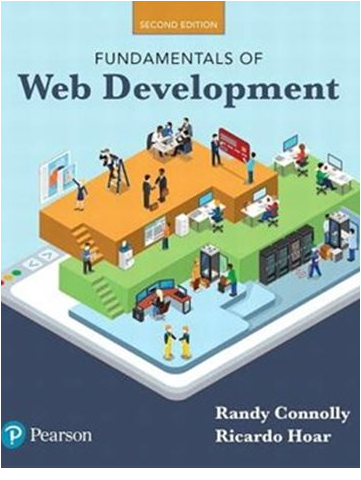 SECOND EDITION
FUNDAMENTALS OF
Web Development
Randy Connolly
Ricardo Hoar
P Pearson